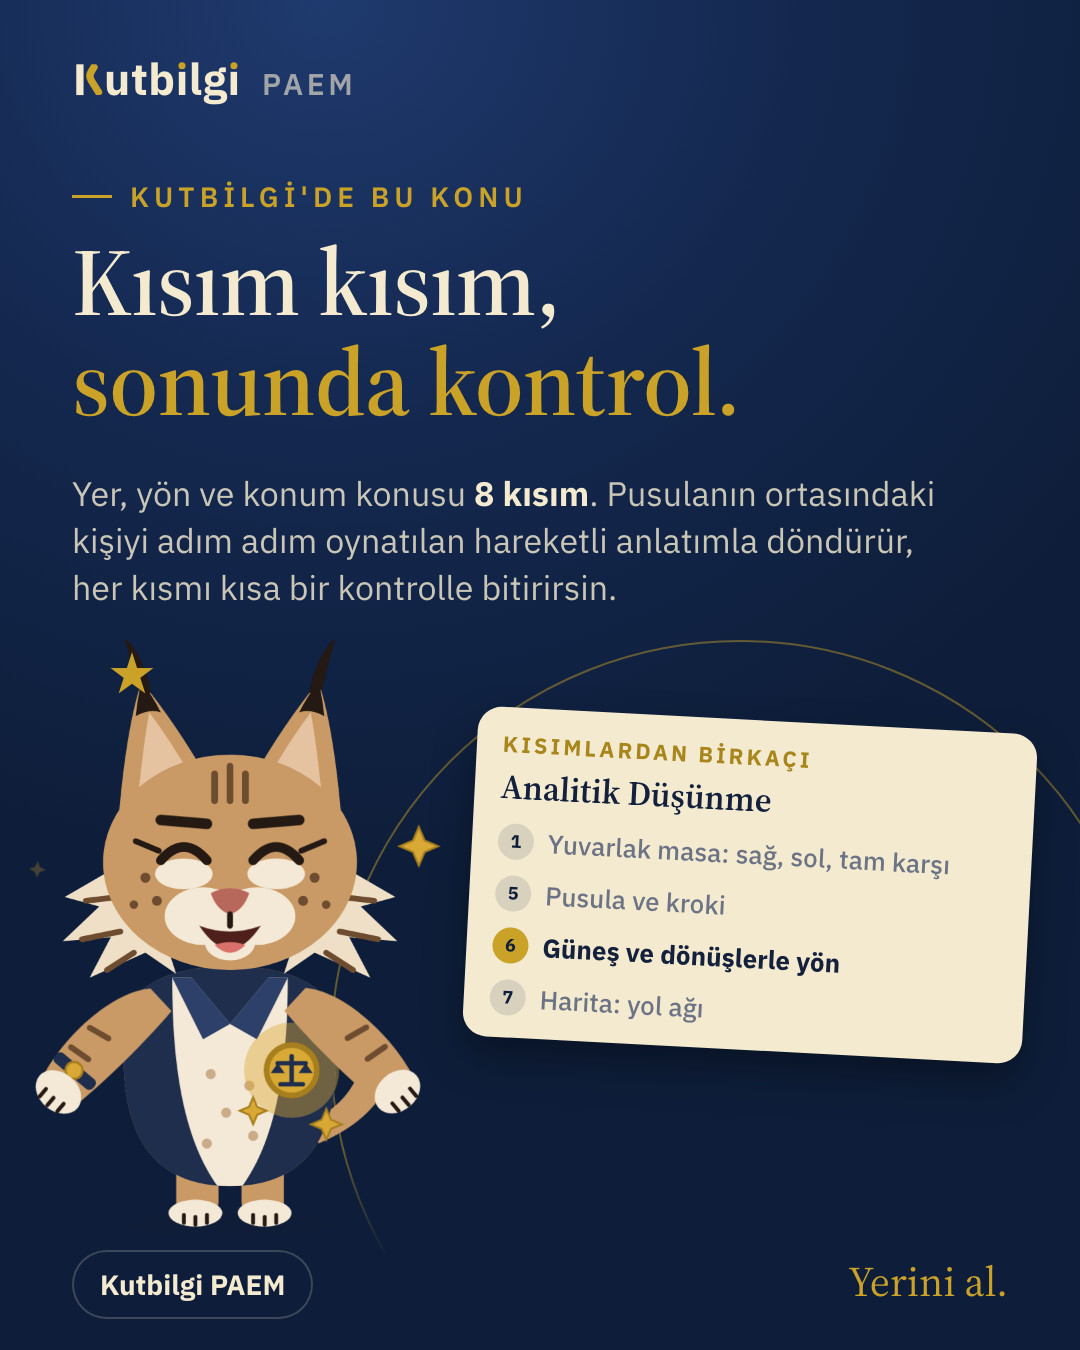 Kutbilgi PAEM
KUTBİLGİ'DE BU KONU
Kısım kısım,
sonunda kontrol.
Yer, yön ve konum konusu 8 kısım. Pusulanın ortasındaki
kişiyi adım adım oynatılan hareketli anlatımla döndürür,
her kısmı kısa bir kontrolle bitirirsin.
KISIMLARDAN BİRKAÇI
Analitik Düşünme
1 Yuvarlak masa: sağ, sol, tam karşı
5 Pusula ve kroki
6 Güneş ve dönüşlerle yön
7 Harita: yol ağı
Kutbilgi PAEM
Yerini al.